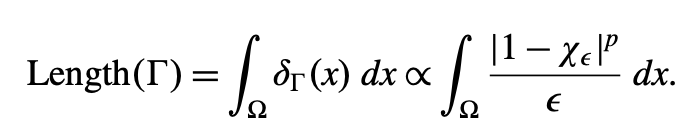 Length(Γ) = ∫_Ω δ_Γ(x) dx ∝ ∫_Ω |1 − χ_ϵ|^p / ϵ dx.